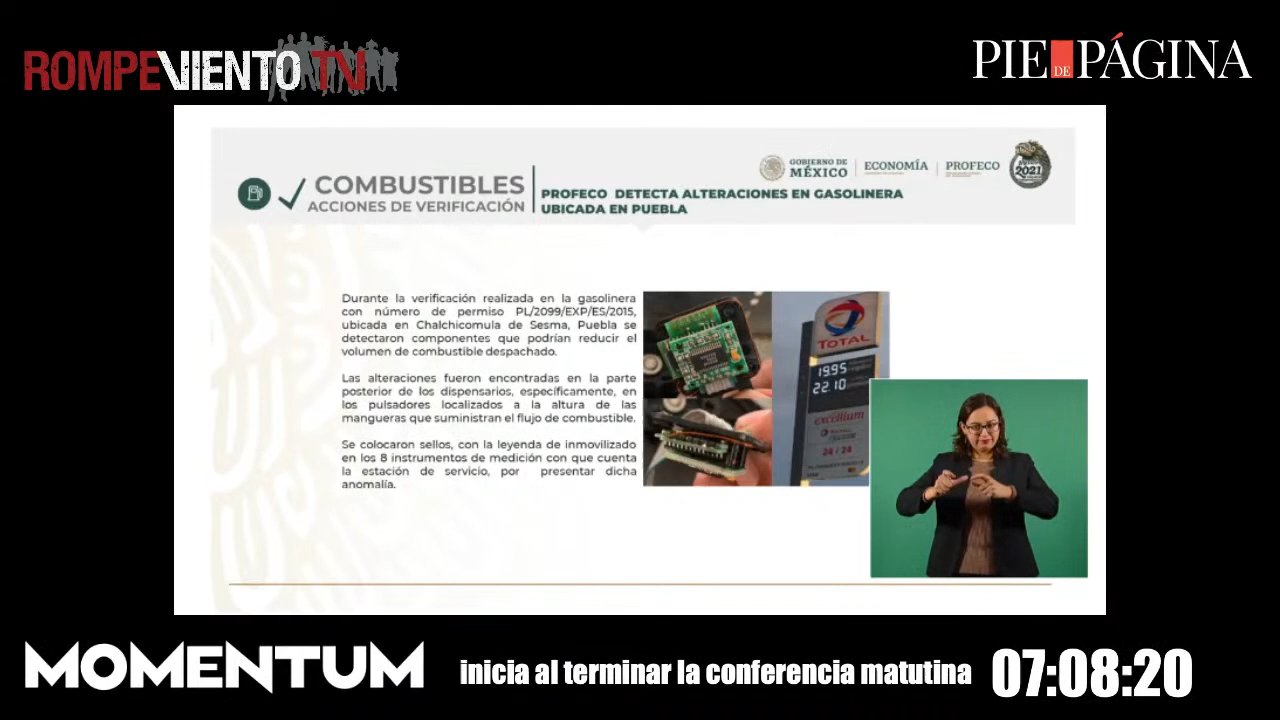 ROMPEVIENTO TV
PIE DE PÁGINA
GOBIERNO DE
MÉXICO
ECONOMÍA
PROFECO
2021
COMBUSTIBLES
ACCIONES DE VERIFICACIÓN
PROFECO DETECTA ALTERACIONES EN GASOLINERA
UBICADA EN PUEBLA
Durante la verificación realizada en la gasolinera
con número de permiso PL/2099/EXP/ES/2015,
ubicada en Chalchicomula de Sesma, Puebla se
detectaron componentes que podrían reducir el
volumen de combustible despachado.
Las alteraciones fueron encontradas en la parte
posterior de los dispensarios, específicamente, en
los pulsadores localizados a la altura de las
mangueras que suministran el flujo de combustible.
Se colocaron sellos, con la leyenda de inmovilizado
en los 8 instrumentos de medición con que cuenta
la estación de servicio, por presentar dicha
anomalía.
TOTAL
19.95
22.10
excellium
24 / 24
MOMENTUM
inicia al terminar la conferencia matutina
07:08:20